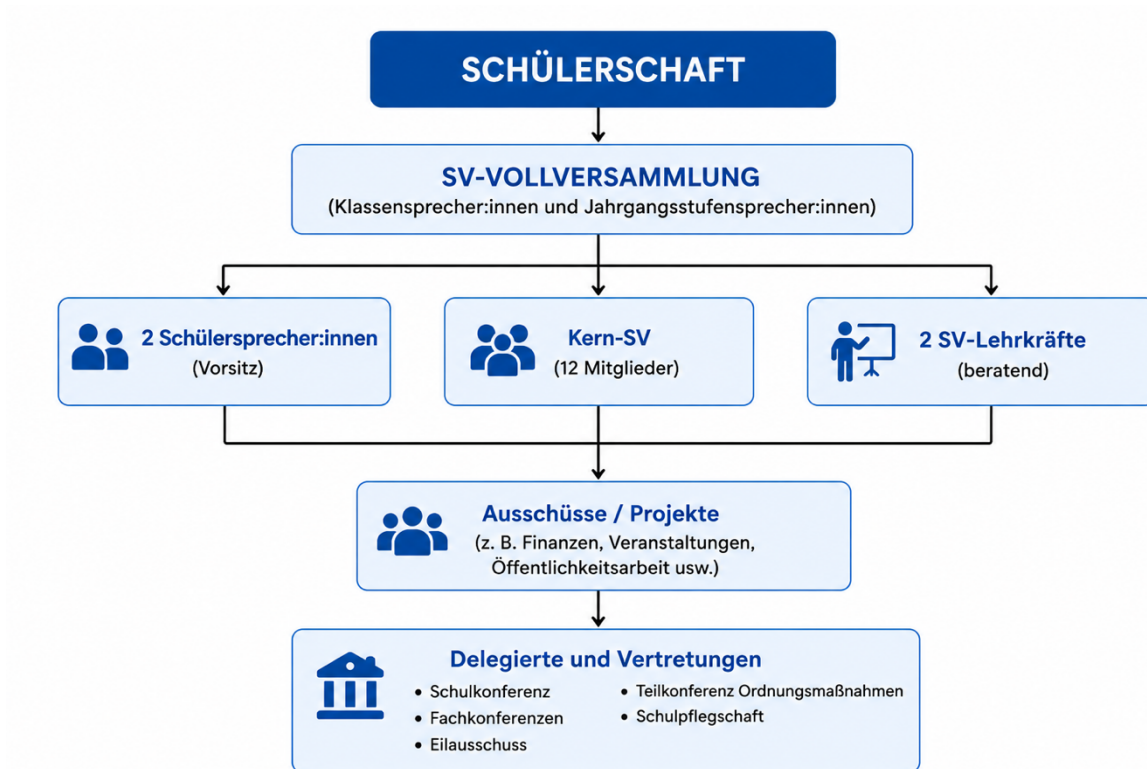 SCHÜLERSCHAFT
SV-VOLLVERSAMMLUNG
(Klassensprecher:innen und Jahrgangsstufensprecher:innen)
2 Schülersprecher:innen
(Vorsitz)
Kern-SV
(12 Mitglieder)
2 SV-Lehrkräfte
(beratend)
Ausschüsse / Projekte
(z. B. Finanzen, Veranstaltungen,
Öffentlichkeitsarbeit usw.)
Delegierte und Vertretungen
• Schulkonferenz
• Fachkonferenzen
• Eilausschuss
• Teilkonferenz Ordnungsmaßnahmen
• Schulpflegschaft